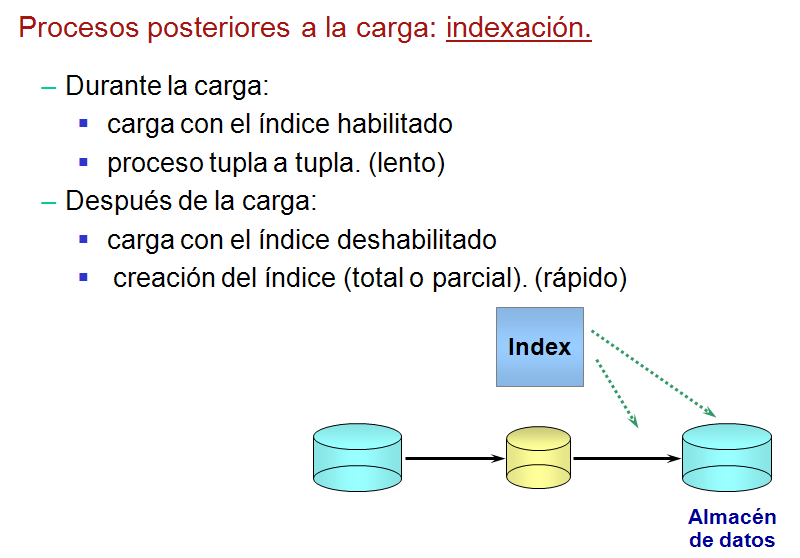 Procesos posteriores a la carga: indexación.
– Durante la carga:
▪ carga con el índice habilitado
▪ proceso tupla a tupla. (lento)
– Después de la carga:
▪ carga con el índice deshabilitado
▪ creación del índice (total o parcial). (rápido)
Index
Almacén
de datos